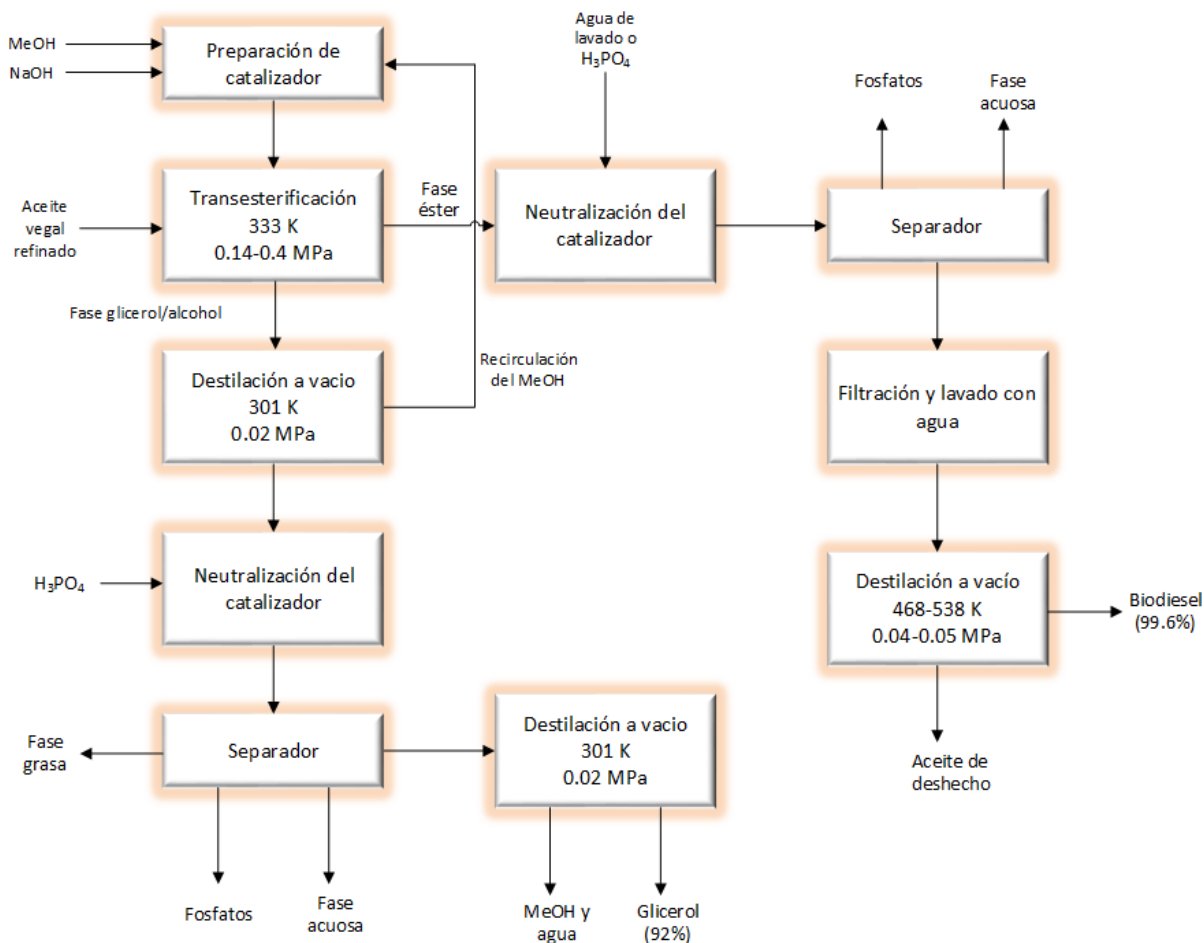 MeOH
NaOH
Preparación de
catalizador
Agua de
lavado o
H₃PO₄
Fosfatos
Fase
acuosa
Aceite
vegal
refinado
Transesterificación
333 K
0.14-0.4 MPa
Fase
éster
Neutralización del
catalizador
Separador
Fase glicerol/alcohol
Destilación a vacio
301 K
0.02 MPa
Recirculación
del MeOH
Filtración y lavado con
agua
H₃PO₄
Neutralización del
catalizador
Destilación a vacío
468-538 K
0.04-0.05 MPa
Biodiesel
(99.6%)
Fase
grasa
Separador
Destilación a vacio
301 K
0.02 MPa
Aceite de
deshecho
Fosfatos
Fase
acuosa
MeOH y
agua
Glicerol
(92%)